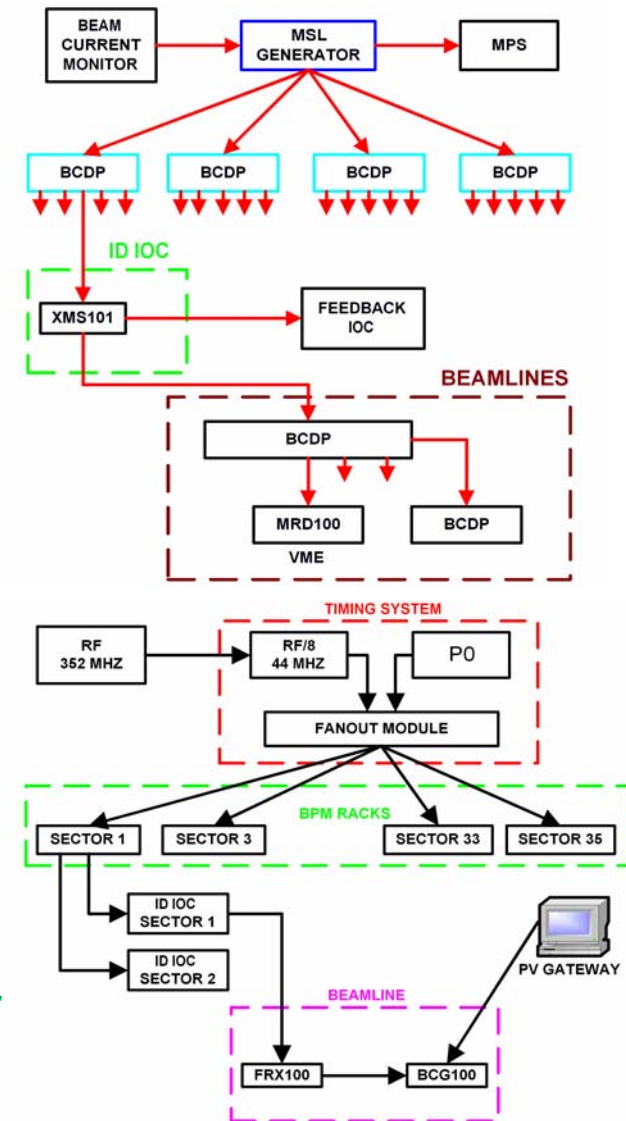 BEAM
CURRENT
MONITOR
MSL
GENERATOR
MPS
BCDP
BCDP
BCDP
BCDP
ID IOC
XMS101
FEEDBACK
IOC
BEAMLINES
BCDP
MRD100
BCDP
VME
TIMING SYSTEM
RF
352 MHZ
RF/8
44 MHZ
P0
FANOUT MODULE
BPM RACKS
SECTOR 1
SECTOR 3
SECTOR 33
SECTOR 35
ID IOC
SECTOR 1
ID IOC
SECTOR 2
PV GATEWAY
BEAMLINE
FRX100
BCG100